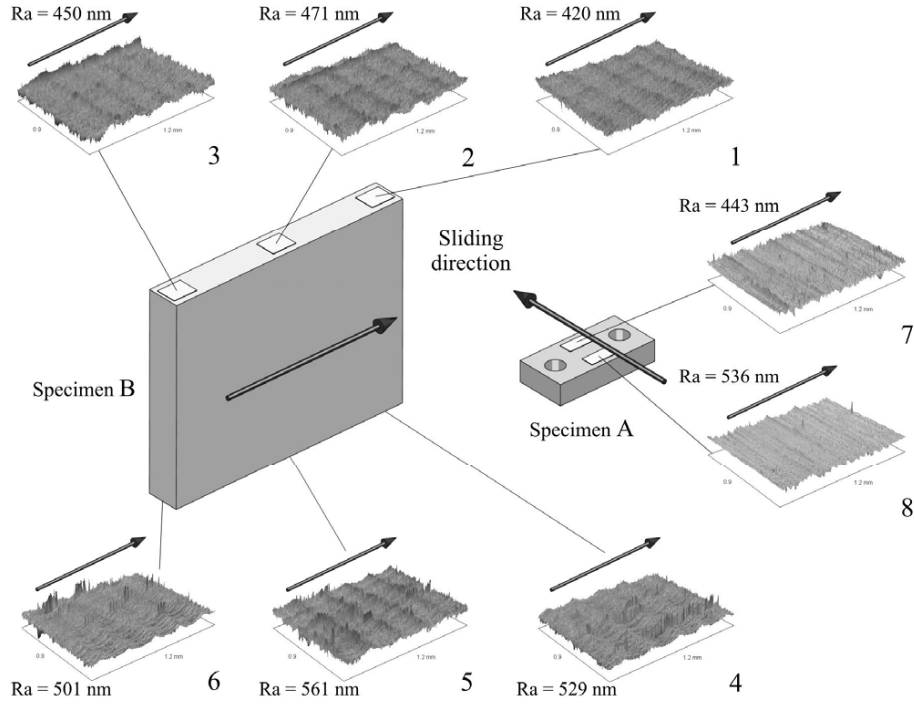 Ra = 450 nm
Ra = 471 nm
Ra = 420 nm
0.9
1.2 mm
3
0.9
1.2 mm
2
0.9
1.2 mm
1
Ra = 443 nm
Sliding
direction
0.9
1.2 mm
7
Specimen B
Ra = 536 nm
Specimen A
0.9
1.2 mm
8
0.9
1.2 mm
6
Ra = 501 nm
0.9
1.2 mm
5
Ra = 561 nm
0.9
1.2 mm
4
Ra = 529 nm